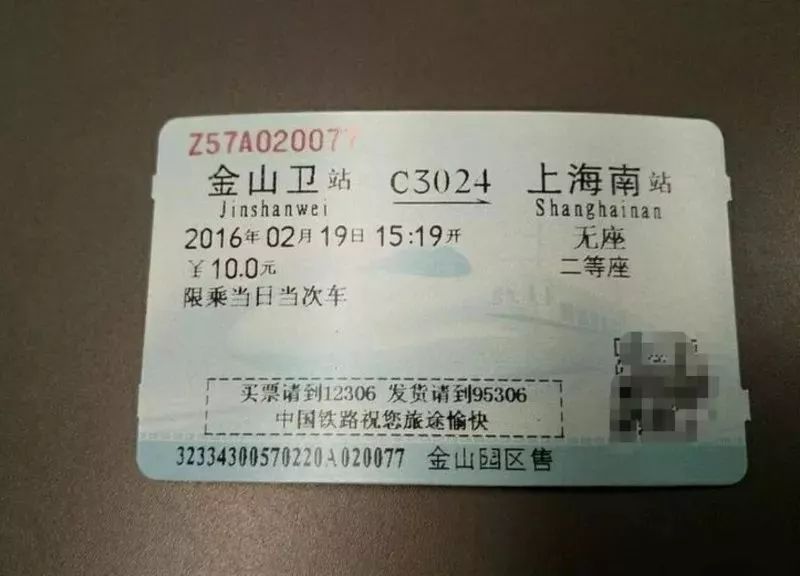 Z57A020077
金山卫站 C3024 上海南站
Jinshanwei Shanghainan
2016年02月19日15:19开 无座
￥10.0元 二等座
限乘当日当次车
买票请到12306 发货请到95306
中国铁路祝您旅途愉快
32334300570220A020077 金山园区售